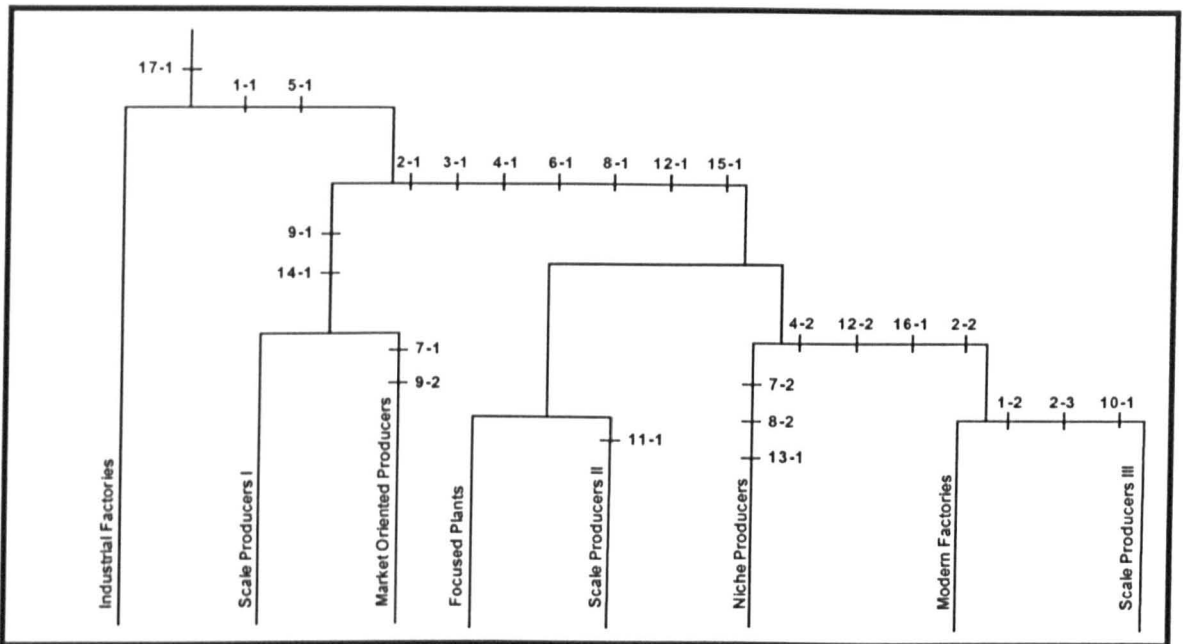 17-1
1-1 5-1
2-1 3-1 4-1 6-1 8-1 12-1 15-1
9-1
14-1
4-2 12-2 16-1 2-2
7-1
9-2
7-2
8-2
13-1
1-2 2-3 10-1
11-1
Industrial Factories
Scale Producers I
Market Oriented Producers
Focused Plants
Scale Producers II
Niche Producers
Modern Factories
Scale Producers III